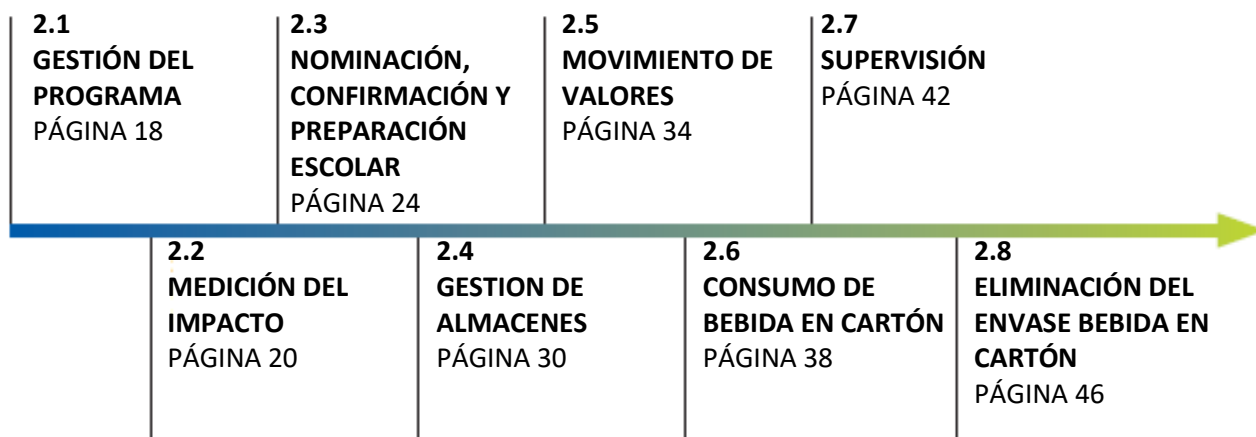 2.1
GESTIÓN DEL
PROGRAMA
PÁGINA 18
2.3
NOMINACIÓN,
CONFIRMACIÓN Y
PREPARACIÓN
ESCOLAR
PÁGINA 24
2.5
MOVIMIENTO DE
VALORES
PÁGINA 34
2.7
SUPERVISIÓN
PÁGINA 42
2.2
MEDICIÓN DEL
IMPACTO
PÁGINA 20
2.4
GESTION DE
ALMACENES
PÁGINA 30
2.6
CONSUMO DE
BEBIDA EN CARTÓN
PÁGINA 38
2.8
ELIMINACIÓN DEL
ENVASE BEBIDA EN
CARTÓN
PÁGINA 46